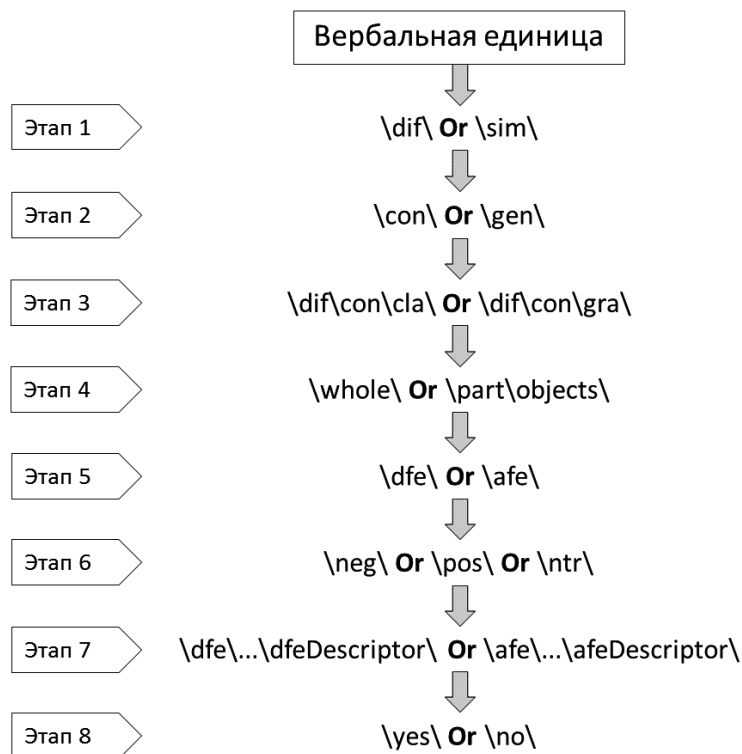 Вербальная единица
Этап 1
\dif\ Or \sim\
Этап 2
\con\ Or \gen\
Этап 3
\dif\con\cla\ Or \dif\con\gra\
Этап 4
\whole\ Or \part\objects\
Этап 5
\dfe\ Or \afe\
Этап 6
\neg\ Or \pos\ Or \ntr\
Этап 7
\dfe\...\dfeDescriptor\ Or \afe\...\afeDescriptor\
Этап 8
\yes\ Or \no\